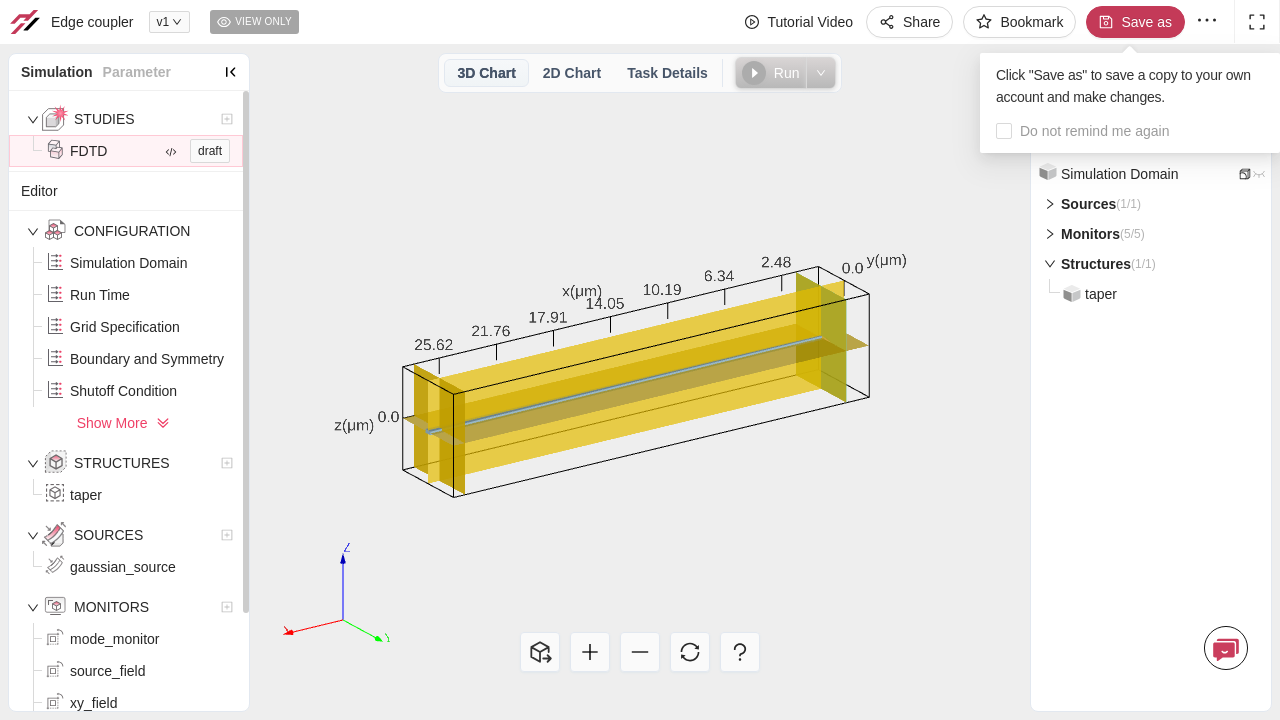 Edge coupler
v1
VIEW ONLY
Tutorial Video
Share
Bookmark
Save as
Simulation
Parameter
3D Chart
2D Chart
Task Details
Run
Click "Save as" to save a copy to your own
account and make changes.
Do not remind me again
STUDIES
FDTD
draft
Editor
CONFIGURATION
Simulation Domain
Run Time
Grid Specification
Boundary and Symmetry
Shutoff Condition
Show More
STRUCTURES
taper
SOURCES
gaussian_source
MONITORS
mode_monitor
source_field
xy_field
y(μm)
0.0
2.48
6.34
10.19
x(μm)
14.05
17.91
21.76
25.62
0.0
z(μm)
Z
X
Y
Simulation Domain
Sources(1/1)
Monitors(5/5)
Structures(1/1)
taper